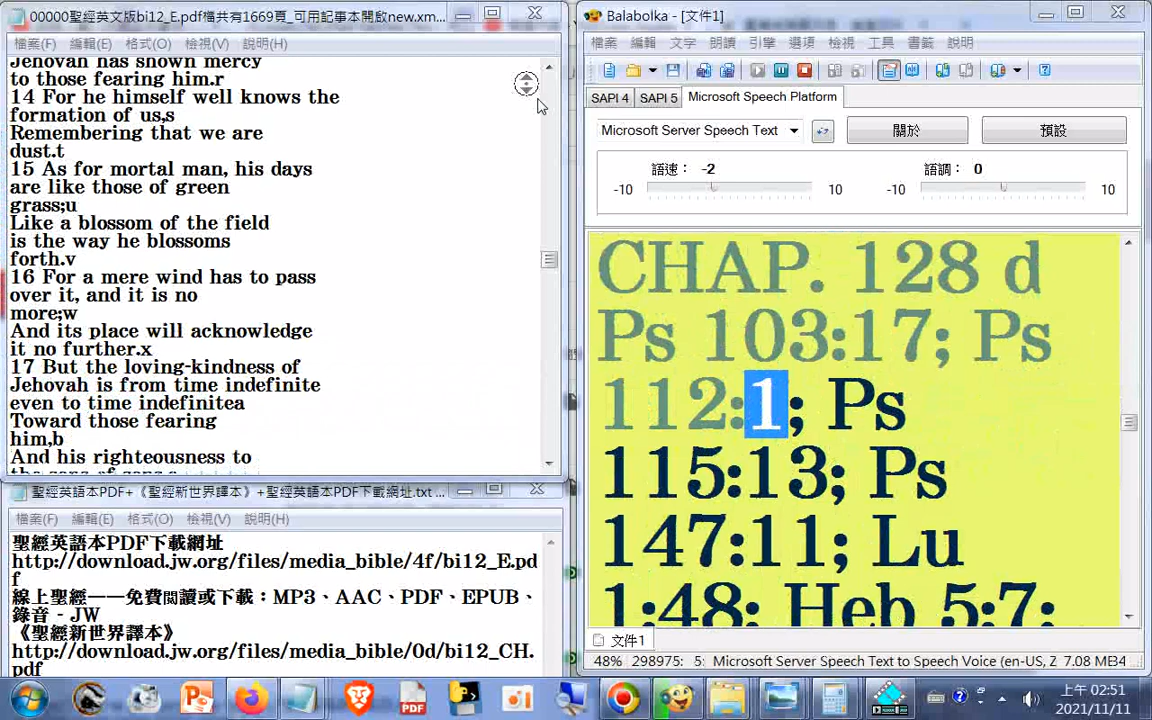 00000聖經英文版bi12_E.pdf檔共有1669頁_可用記事本開啟new.xm...
檔案(F) 編輯(E) 格式(O) 檢視(V) 說明(H)
Jehovah has shown mercy
to those fearing him.r
14 For he himself well knows the
formation of us,s
Remembering that we are
dust.t
15 As for mortal man, his days
are like those of green
grass;u
Like a blossom of the field
is the way he blossoms
forth.v
16 For a mere wind has to pass
over it, and it is no
more;w
And its place will acknowledge
it no further.x
17 But the loving-kindness of
Jehovah is from time indefinite
even to time indefinitea
Toward those fearing
him,b
And his righteousness to
the sons of sons,c
聖經英語本PDF+《聖經新世界譯本》+聖經英語本PDF下載網址.txt ...
檔案(F) 編輯(E) 格式(O) 檢視(V) 說明(H)
聖經英語本PDF下載網址
http://download.jw.org/files/media_bible/4f/bi12_E.pd
f
線上聖經——免費閱讀或下載：MP3、AAC、PDF、EPUB、
錄音 - JW
《聖經新世界譯本》
http://download.jw.org/files/media_bible/0d/bi12_CH.
pdf
Balabolka - [文件1]
檔案 編輯 文字 朗讀 引擎 選項 檢視 工具 書籤 說明
SAPI 4 SAPI 5 Microsoft Speech Platform
Microsoft Server Speech Text 關於 預設
語速： -2 語調： 0
-10 10 -10 10
CHAP. 128 d
Ps 103:17; Ps
112:1; Ps
115:13; Ps
147:11; Lu
1:48; Heb 5:7;
文件1
48% 298975: 5: Microsoft Server Speech Text to Speech Voice (en-US, Z 7.08 MB34
PDF
上午 02:51
2021/11/11